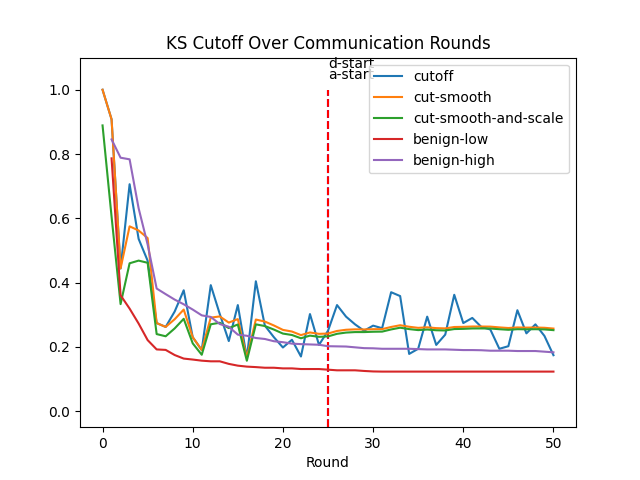 KS Cutoff Over Communication Rounds
d-start
a-start
cutoff
cut-smooth
cut-smooth-and-scale
benign-low
benign-high
1.0
0.8
0.6
0.4
0.2
0.0
0 10 20 30 40 50
Round